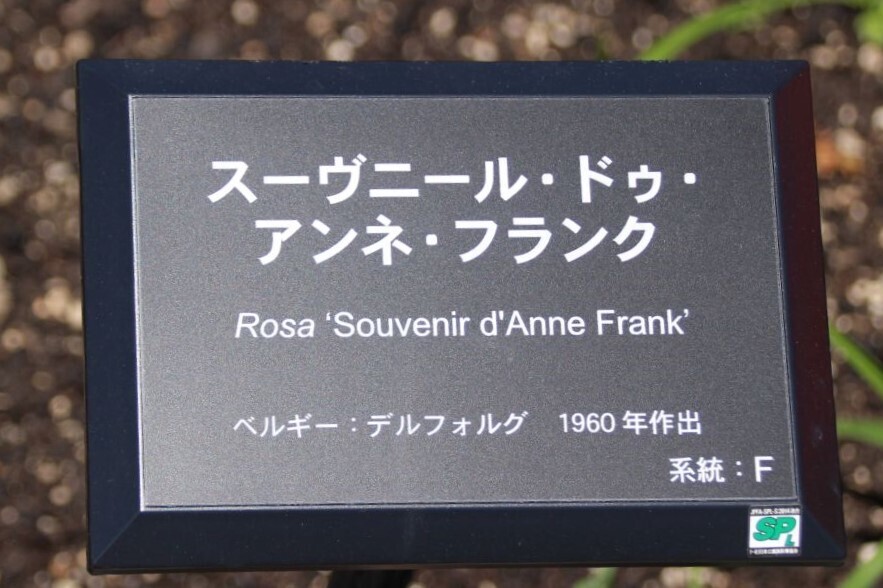 スーヴニール・ドゥ・
アンネ・フランク
Rosa ‘Souvenir d'Anne Frank’
ベルギー：デルフォルグ　1960 年作出
系統：F
SP L